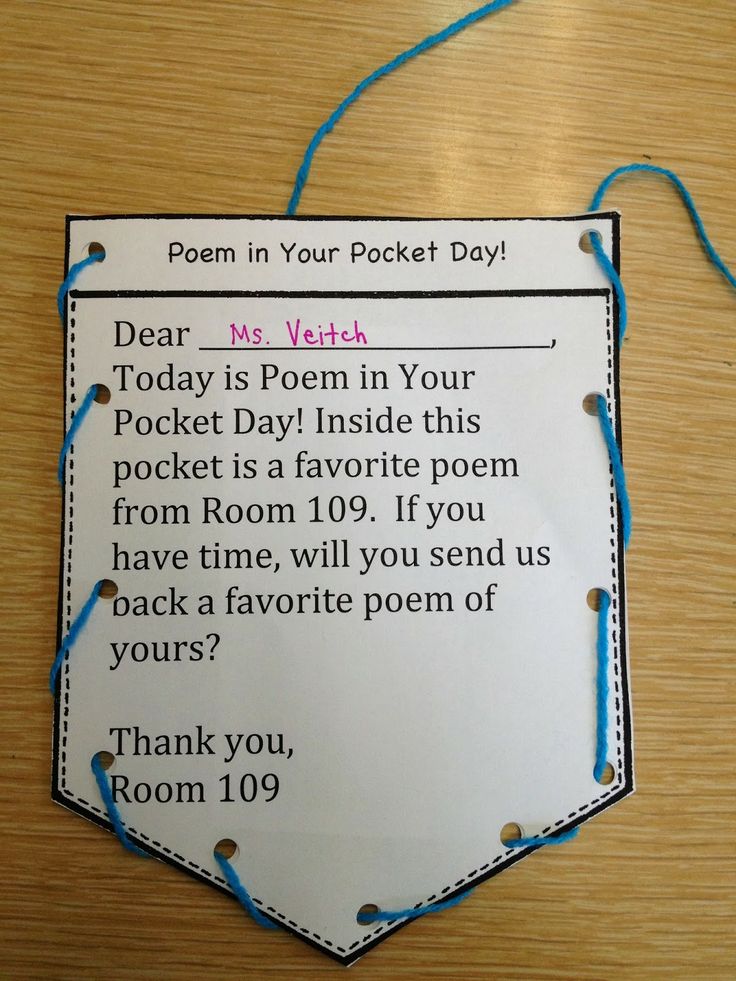 Poem in Your Pocket Day!
Dear Ms. Veitch,
Today is Poem in Your
Pocket Day! Inside this
pocket is a favorite poem
from Room 109. If you
have time, will you send us
back a favorite poem of
yours?
Thank you,
Room 109